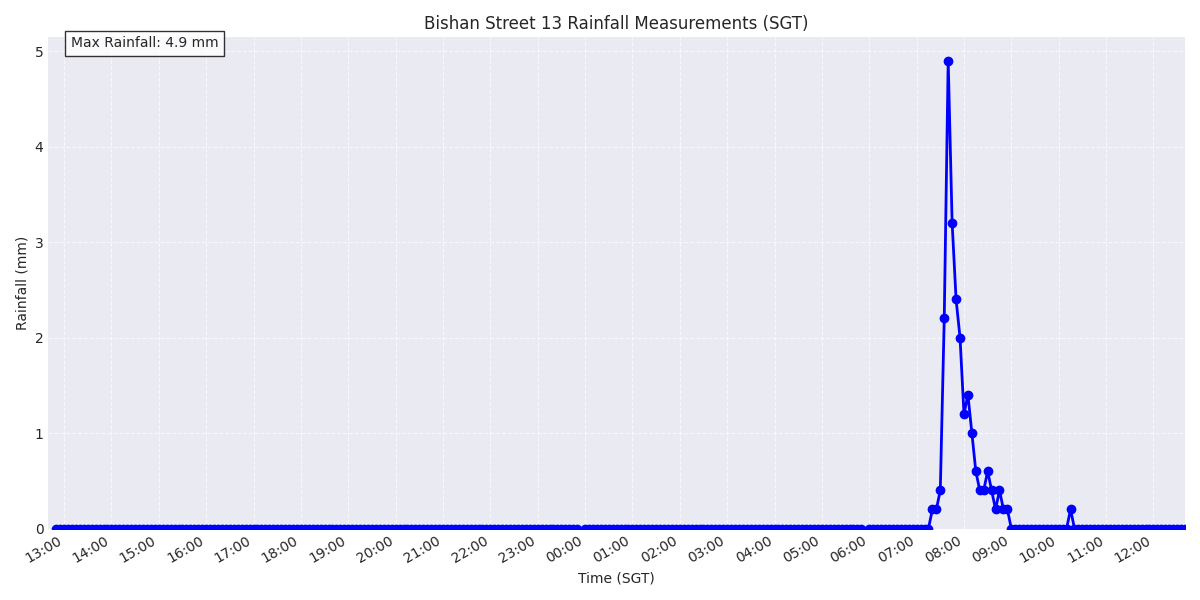 Bishan Street 13 Rainfall Measurements (SGT)
Max Rainfall: 4.9 mm
5
4
3
2
1
0
Rainfall (mm)
13:00 14:00 15:00 16:00 17:00 18:00 19:00 20:00 21:00 22:00 23:00 00:00 01:00 02:00 03:00 04:00 05:00 06:00 07:00 08:00 09:00 10:00 11:00 12:00
Time (SGT)